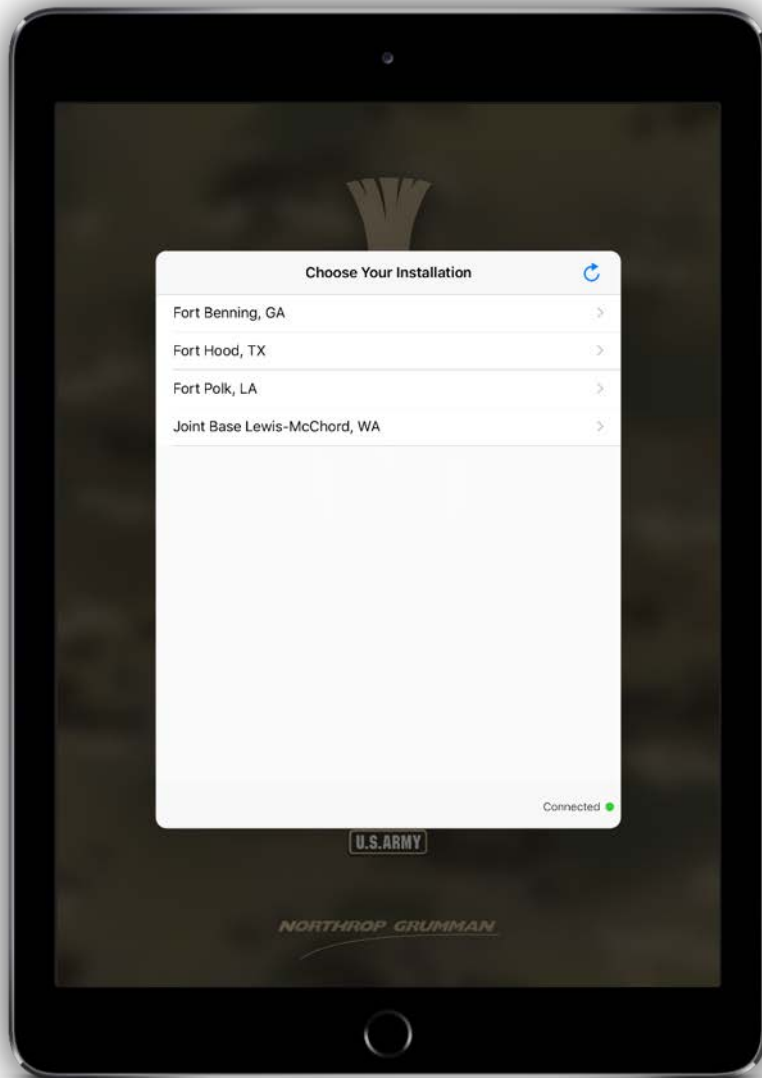 Choose Your Installation
Fort Benning, GA
Fort Hood, TX
Fort Polk, LA
Joint Base Lewis-McChord, WA
Connected
U.S.ARMY
NORTHROP GRUMMAN